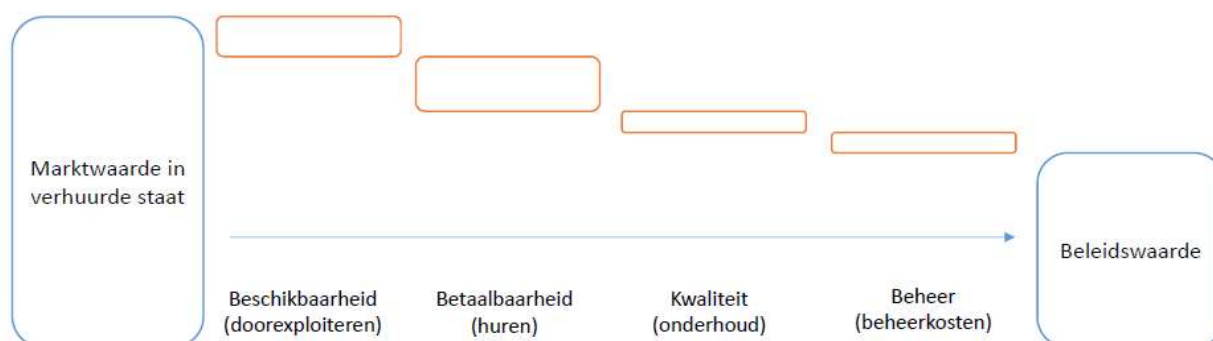 Marktwaarde in
verhuurde staat
Beschikbaarheid
(doorexploiteren)
Betaalbaarheid
(huren)
Kwaliteit
(onderhoud)
Beheer
(beheerkosten)
Beleidswaarde